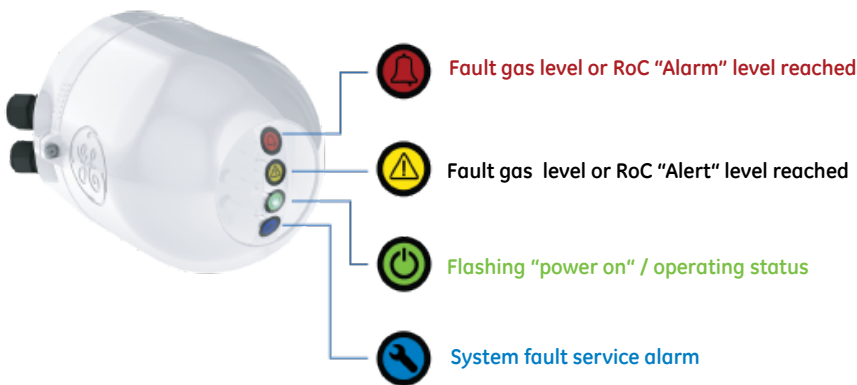 Fault gas level or RoC “Alarm“ level reached
Fault gas level or RoC “Alert“ level reached
Flashing “power on“ / operating status
System fault service alarm